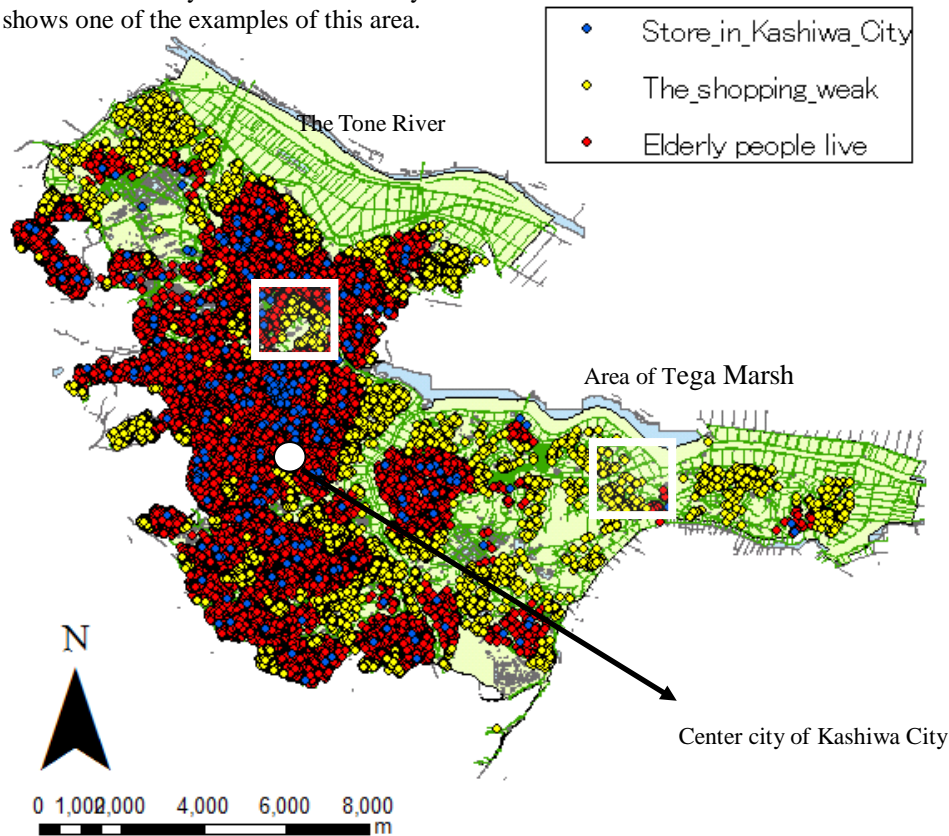 shows one of the examples of this area.
Store_in_Kashiwa_City
The_shopping_weak
Elderly people live
The Tone River
Area of Tega Marsh
N
Center city of Kashiwa City
0 1,000 2,000 4,000 6,000 8,000
m